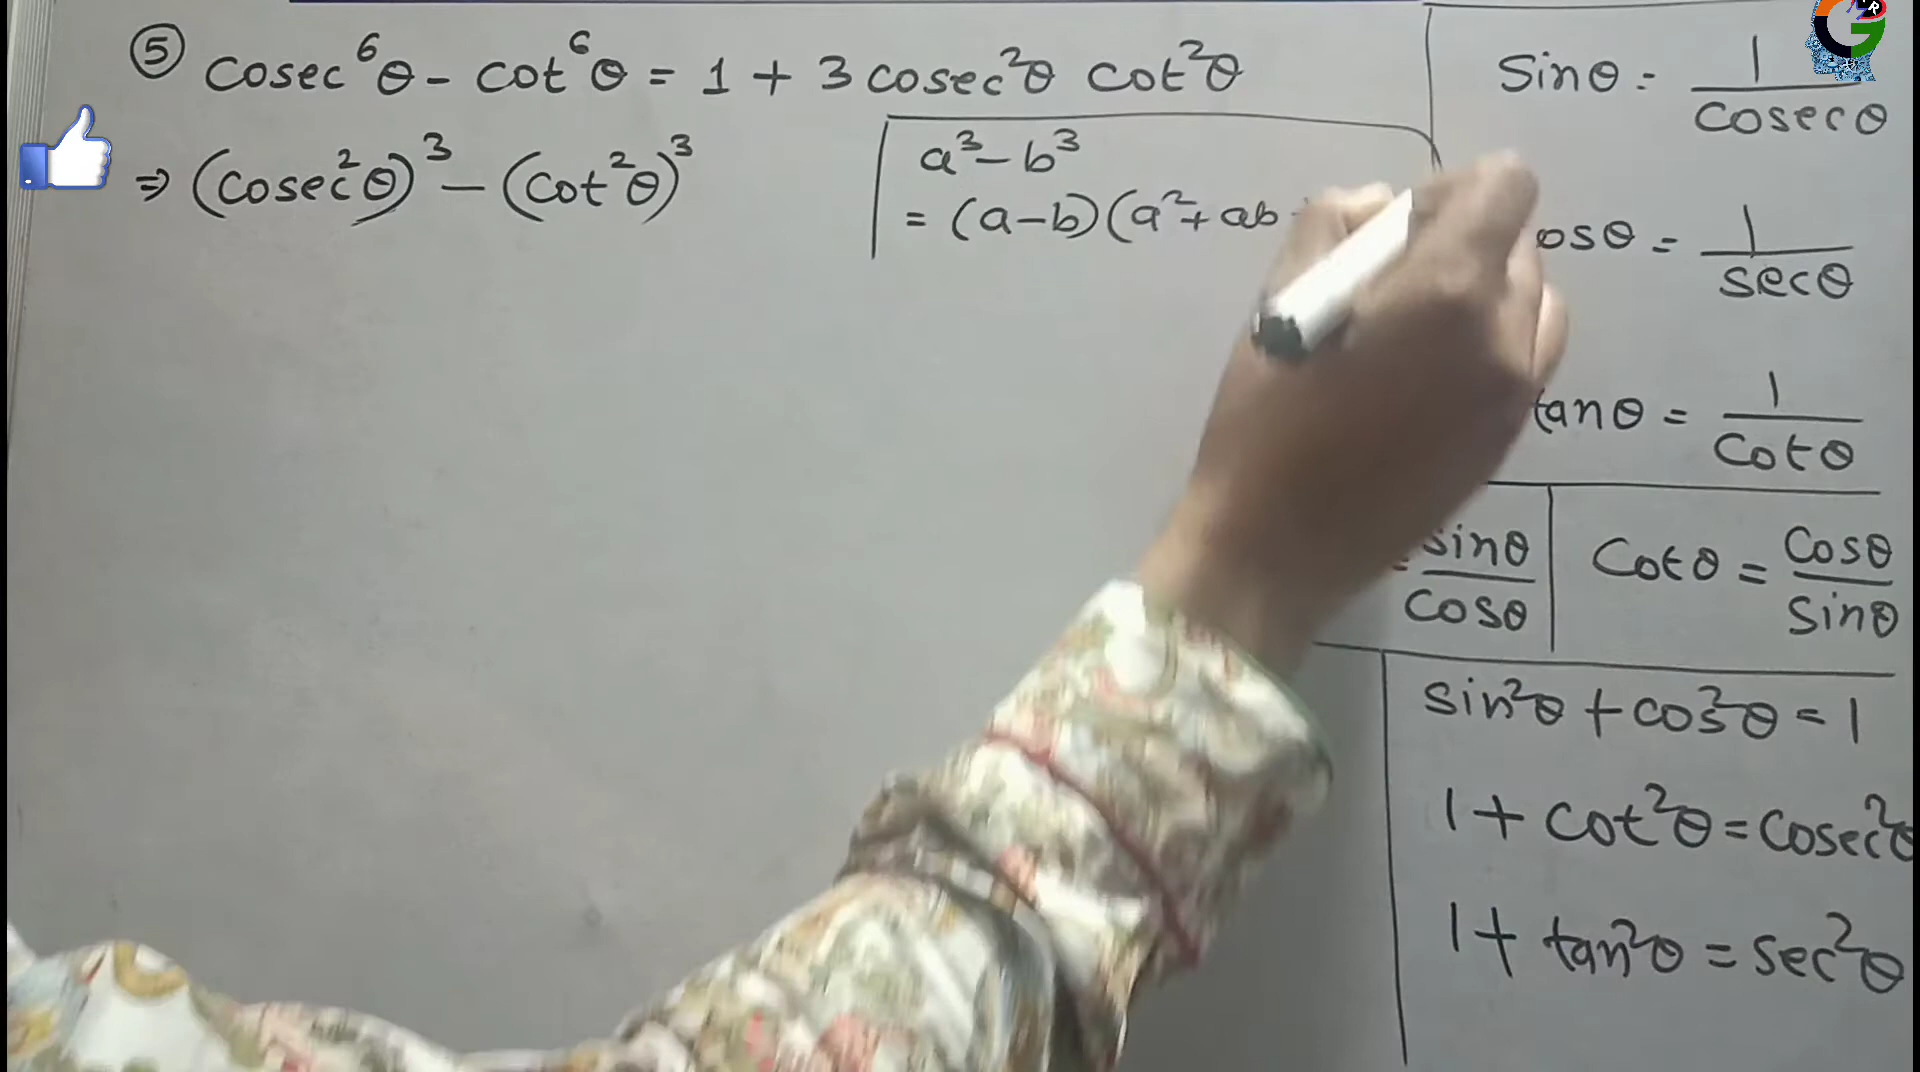 ⑤ cosec⁶θ - cot⁶θ = 1 + 3 cosec²θ cot²θ
⇒ (cosec²θ)³ - (cot²θ)³
a³-b³
= (a-b)(a²+ab
sinθ = 1/cosecθ
osθ = 1/secθ
tanθ = 1/cotθ
= sinθ/cosθ
Cotθ = Cosθ/Sinθ
sin²θ + cos²θ = 1
1 + cot²θ = cosec²θ
1 + tan²θ = sec²θ